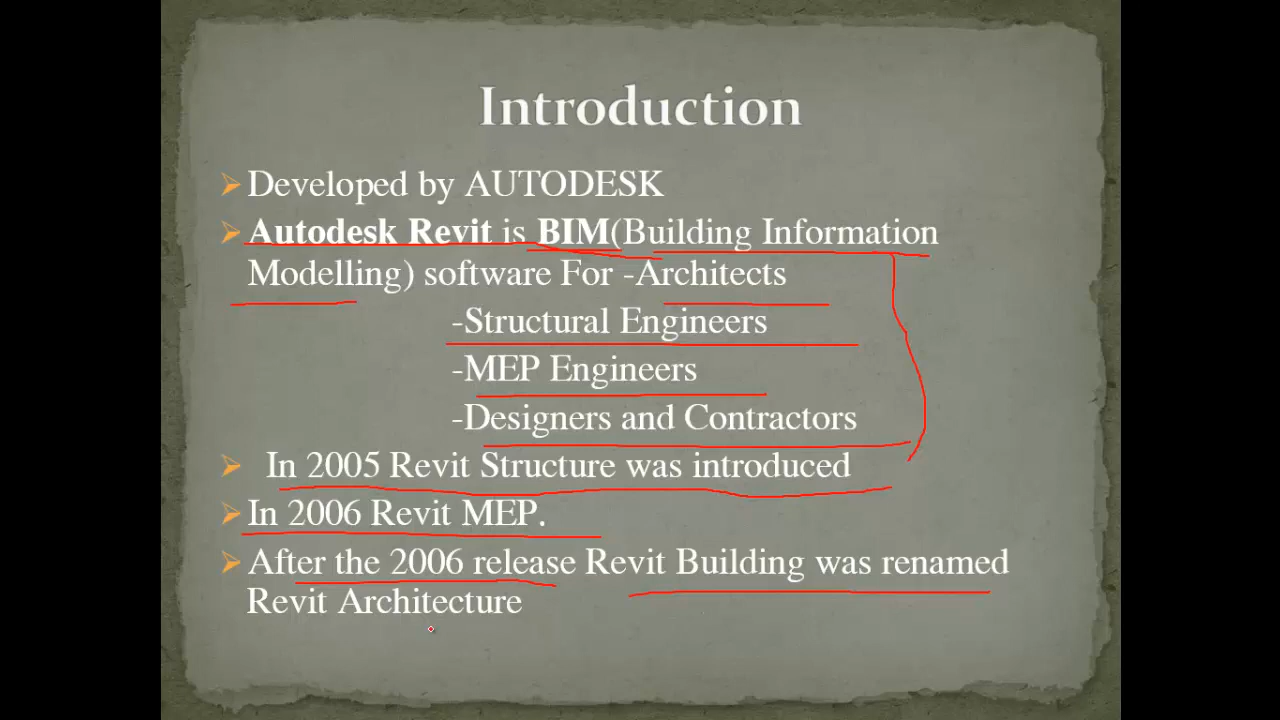 Introduction
Developed by AUTODESK
Autodesk Revit is BIM(Building Information
Modelling) software For -Architects
-Structural Engineers
-MEP Engineers
-Designers and Contractors
In 2005 Revit Structure was introduced
In 2006 Revit MEP.
After the 2006 release Revit Building was renamed
Revit Architecture